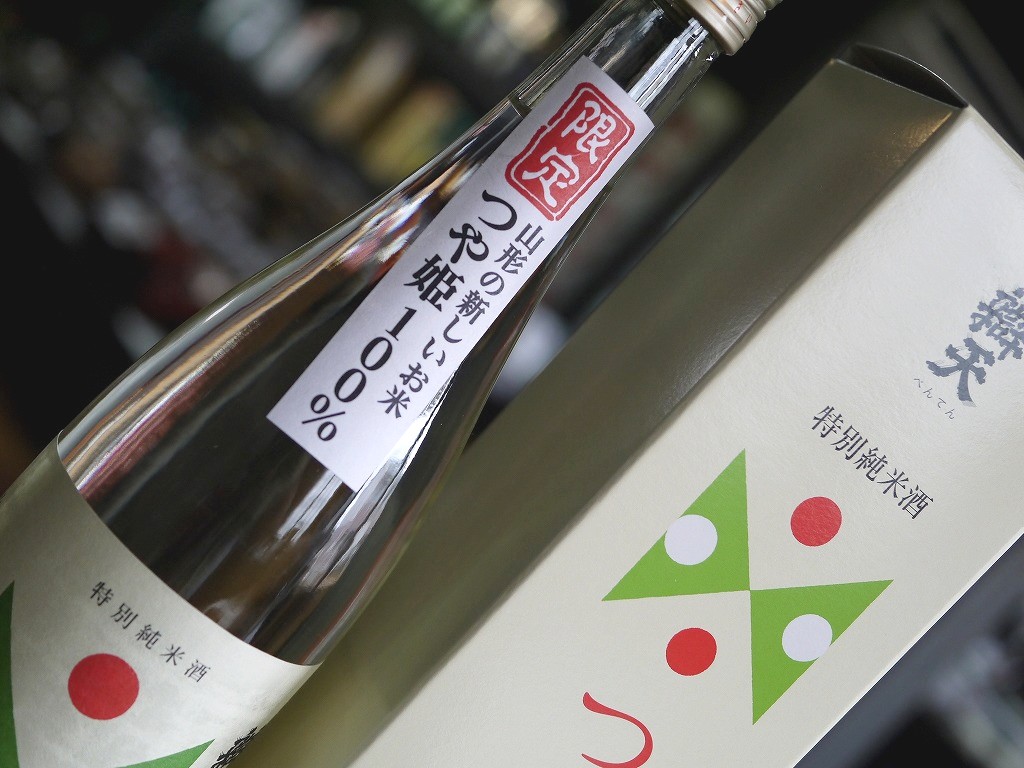 限定
山形の新しいお米
つや姫100%
特別純米酒
辯天
べんてん
特別純米酒
つ